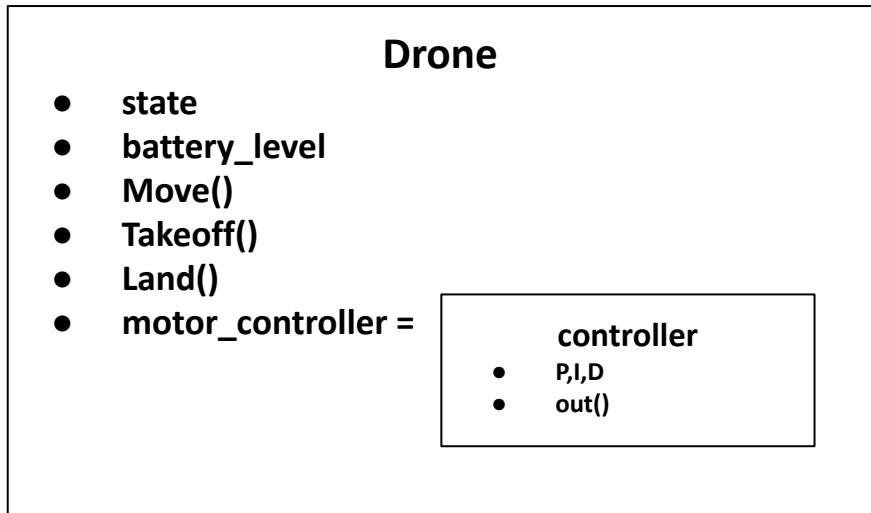 Drone
● state
● battery_level
● Move()
● Takeoff()
● Land()
● motor_controller =
controller
● P,I,D
● out()